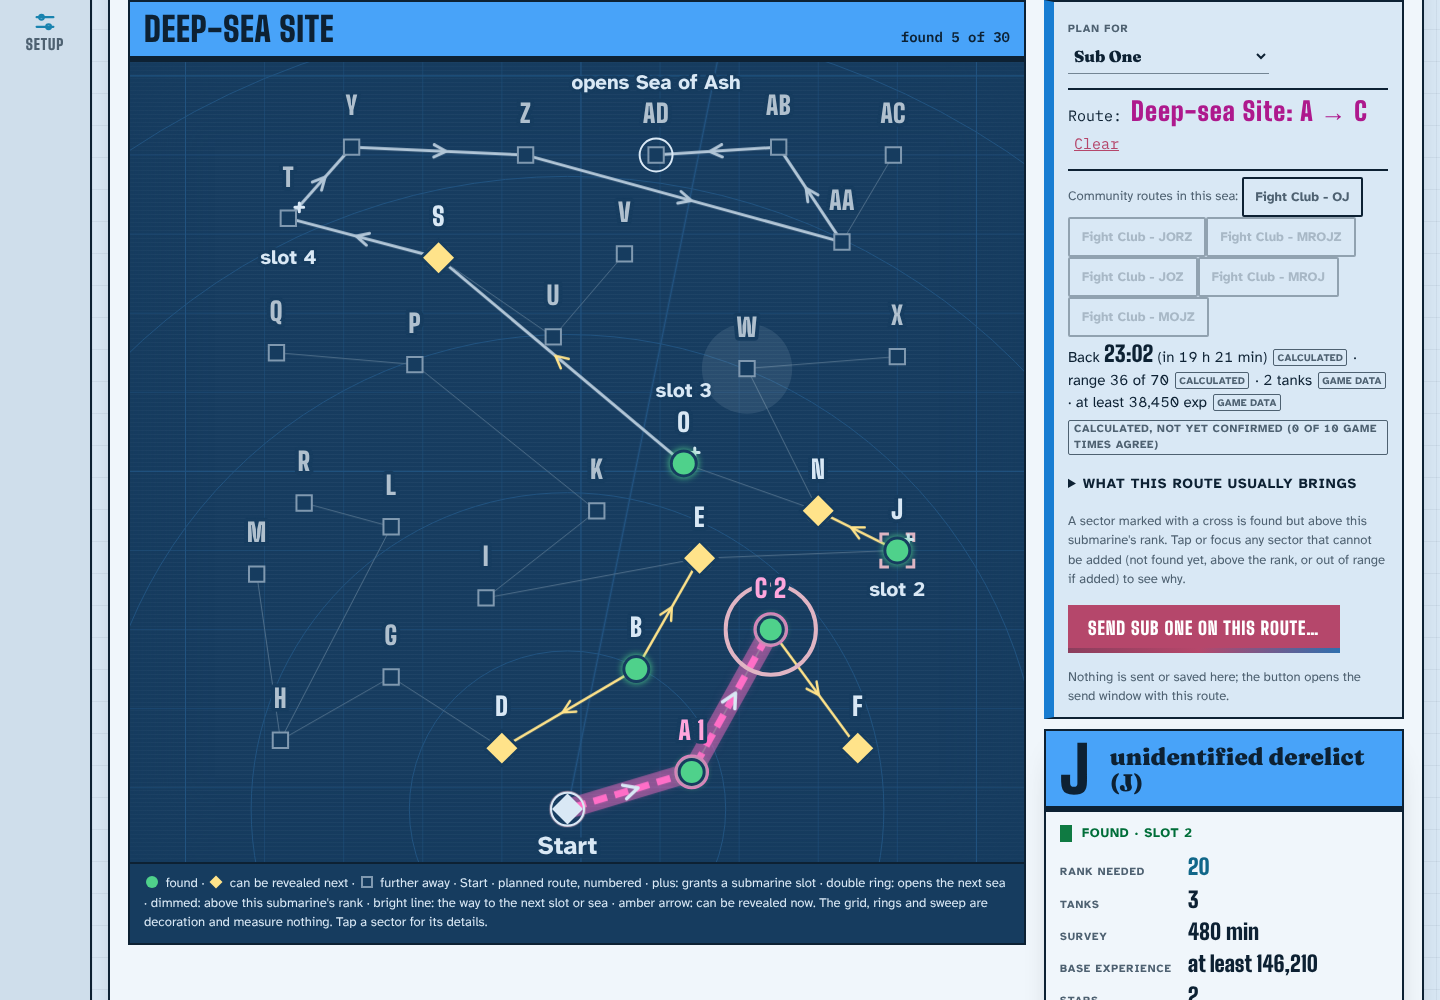 SETUP
DEEP-SEA SITE
found 5 of 30
opens Sea of Ash
Y
Z
AD
AB
AC
T
S
V
AA
slot 4
Q
P
U
W
X
slot 3
O
R
L
K
N
J
M
E
I
slot 2
C 2
G
B
H
D
A 1
F
Start
found · can be revealed next · further away · Start · planned route, numbered · plus: grants a submarine slot · double ring: opens the next sea
· dimmed: above this submarine's rank · bright line: the way to the next slot or sea · amber arrow: can be revealed now. The grid, rings and sweep are
decoration and measure nothing. Tap a sector for its details.
PLAN FOR
Sub One
Route: Deep-sea Site: A → C
Clear
Community routes in this sea: Fight Club - OJ
Fight Club - JORZ Fight Club - MROJZ
Fight Club - JOZ Fight Club - MROJ
Fight Club - MOJZ
Back 23:02 (in 19 h 21 min) CALCULATED ·
range 36 of 70 CALCULATED · 2 tanks GAME DATA
· at least 38,450 exp GAME DATA
CALCULATED, NOT YET CONFIRMED (0 OF 10 GAME
TIMES AGREE)
WHAT THIS ROUTE USUALLY BRINGS
A sector marked with a cross is found but above this
submarine's rank. Tap or focus any sector that cannot
be added (not found yet, above the rank, or out of range
if added) to see why.
SEND SUB ONE ON THIS ROUTE…
Nothing is sent or saved here; the button opens the
send window with this route.
J unidentified derelict
(J)
FOUND · SLOT 2
RANK NEEDED 20
TANKS 3
SURVEY 480 min
BASE EXPERIENCE at least 146,210
STARS 2